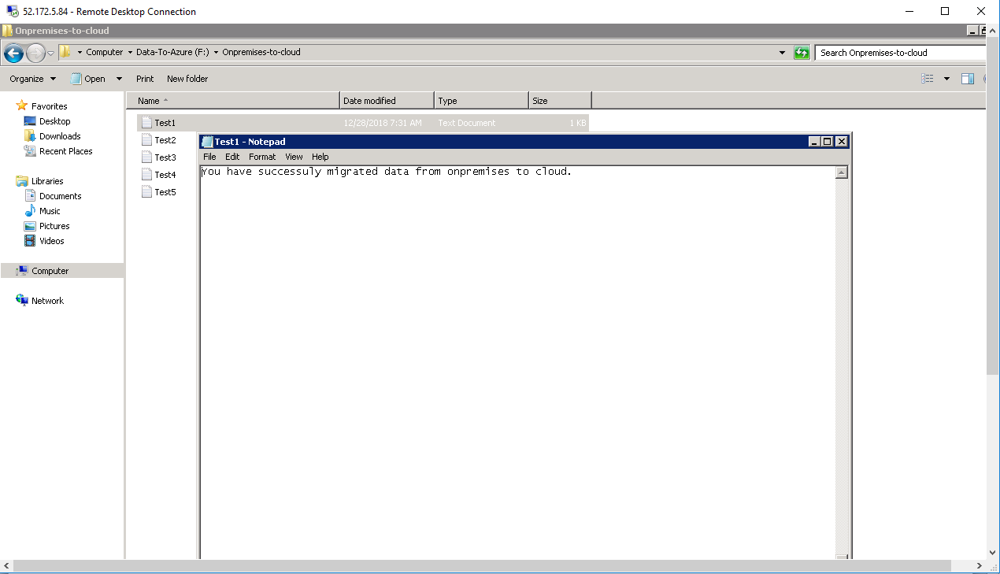 52.172.5.84 - Remote Desktop Connection
Onpremises-to-cloud
Computer Data-To-Azure (F:) Onpremises-to-cloud
Search Onpremises-to-cloud
Organize Open Print New folder
Name Date modified Type Size
Favorites
Desktop
Downloads
Recent Places
Libraries
Documents
Music
Pictures
Videos
Computer
Network
Test1 12/28/2018 7:31 AM Text Document 1 KB
Test2
Test3
Test4
Test5
Test1 - Notepad
File Edit Format View Help
You have successuly migrated data from onpremises to cloud.